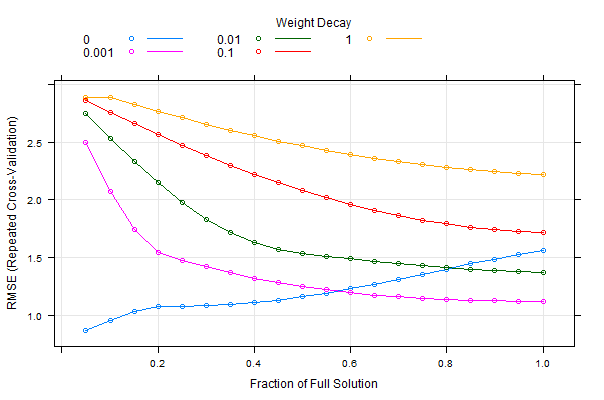 Weight Decay
0 0.01 1
0.001 0.1
RMSE (Repeated Cross-Validation)
2.5
2.0
1.5
1.0
0.2 0.4 0.6 0.8 1.0
Fraction of Full Solution